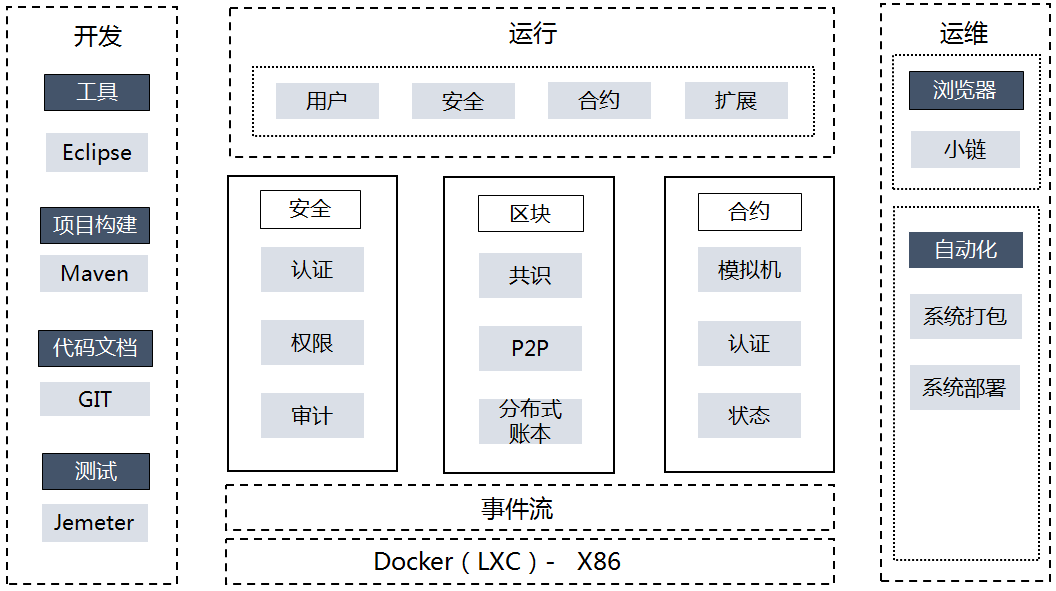 开发
工具
Eclipse
项目构建
Maven
代码文档
GIT
测试
Jemeter
运行
用户
安全
合约
扩展
安全
认证
权限
审计
区块
共识
P2P
分布式
账本
合约
模拟机
认证
状态
事件流
Docker（LXC）- X86
运维
浏览器
小链
自动化
系统打包
系统部署